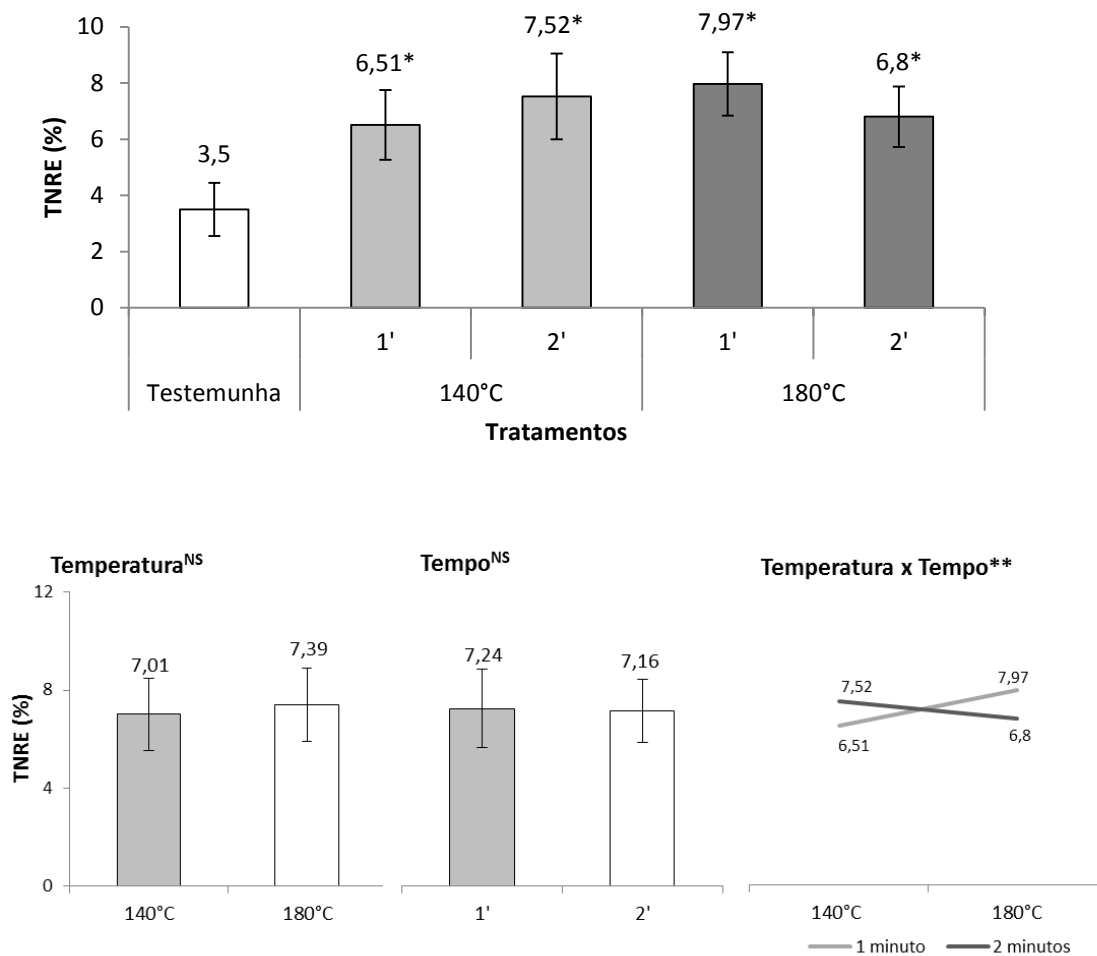 10
8
6
4
2
0
TNRE (%)
3,5
6,51*
7,52*
7,97*
6,8*
1'
2'
1'
2'
Testemunha
140°C
180°C
Tratamentos
Temperatura^NS
Tempo^NS
Temperatura x Tempo**
12
8
4
0
TNRE (%)
7,01
7,39
7,24
7,16
7,52
6,51
7,97
6,8
140°C
180°C
1'
2'
140°C
180°C
1 minuto
2 minutos